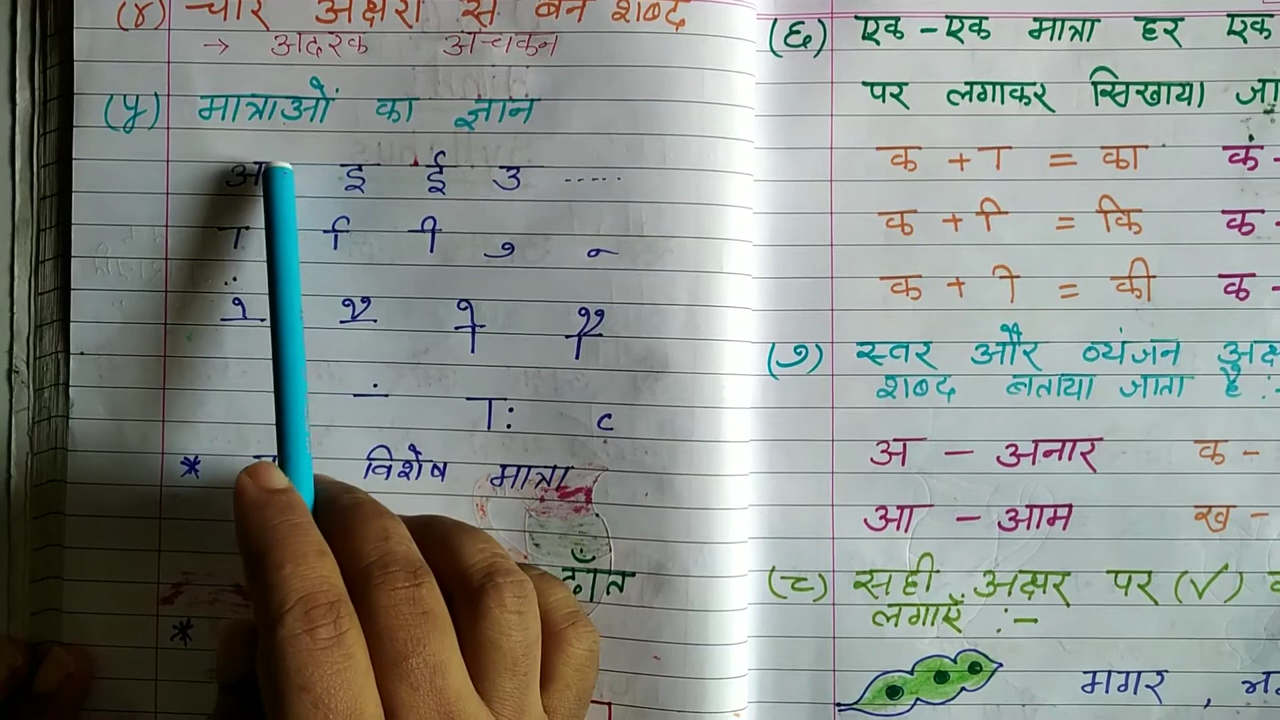 (४) चार अक्षरों से बने शब्द
→ अदरक अचकन
(५) मात्राओं का ज्ञान
इ ई उ .....
ा ि ी ु ृ
े ै ो ौ
ं ाः ॅ
* विशेष मात्रा
दाँत
*
(६) एक-एक मात्रा हर एक
पर लगाकर सिखाया
क + ा = का कं -
क + ि = कि क -
क + ी = की क -
(७) स्वर और व्यंजन
शब्द बताया जाता है :-
अ - अनार क -
आ - आम ख -
(८) सही अक्षर पर (✓)
लगाएँ :-
मगर ,